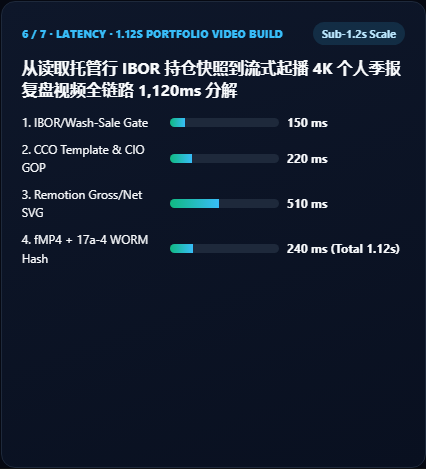 6 / 7 · LATENCY · 1.12S PORTFOLIO VIDEO BUILD
Sub-1.2s Scale
从读取托管行 IBOR 持仓快照到流式起播 4K 个人季报
复盘视频全链路 1,120ms 分解
1. IBOR/Wash-Sale Gate
150 ms
2. CCO Template & CIO
GOP
220 ms
3. Remotion Gross/Net
SVG
510 ms
4. fMP4 + 17a-4 WORM
Hash
240 ms (Total 1.12s)